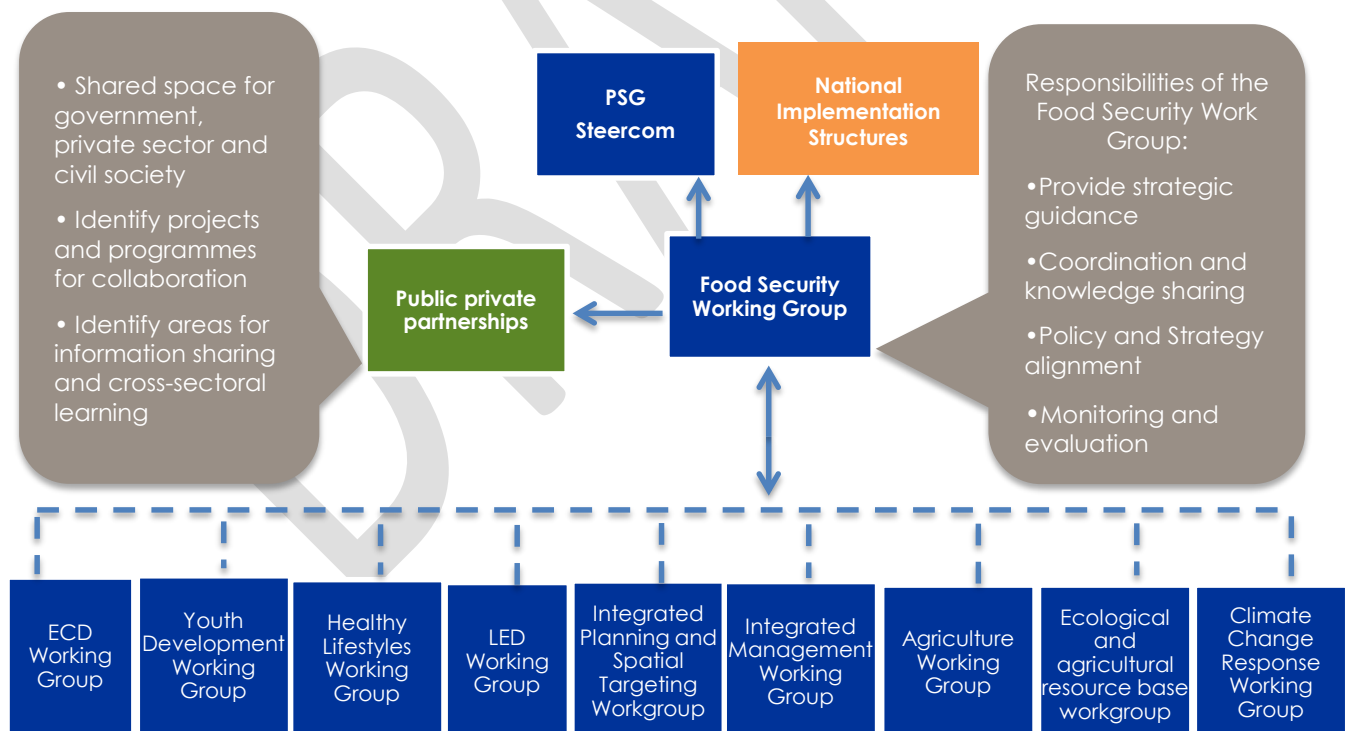 • Shared space for
government,
private sector and
civil society
• Identify projects
and programmes
for collaboration
• Identify areas for
information sharing
and cross-sectoral
learning
PSG
Steercom
National
Implementation
Structures
Responsibilities of the
Food Security Work
Group:
•Provide strategic
guidance
•Coordination and
knowledge sharing
•Policy and Strategy
alignment
•Monitoring and
evaluation
Public private
partnerships
Food Security
Working Group
ECD
Working
Group
Youth
Development
Working
Group
Healthy
Lifestyles
Working
Group
LED
Working
Group
Integrated
Planning and
Spatial
Targeting
Workgroup
Integrated
Management
Working
Group
Agriculture
Working
Group
Ecological
and
agricultural
resource base
workgroup
Climate
Change
Response
Working
Group